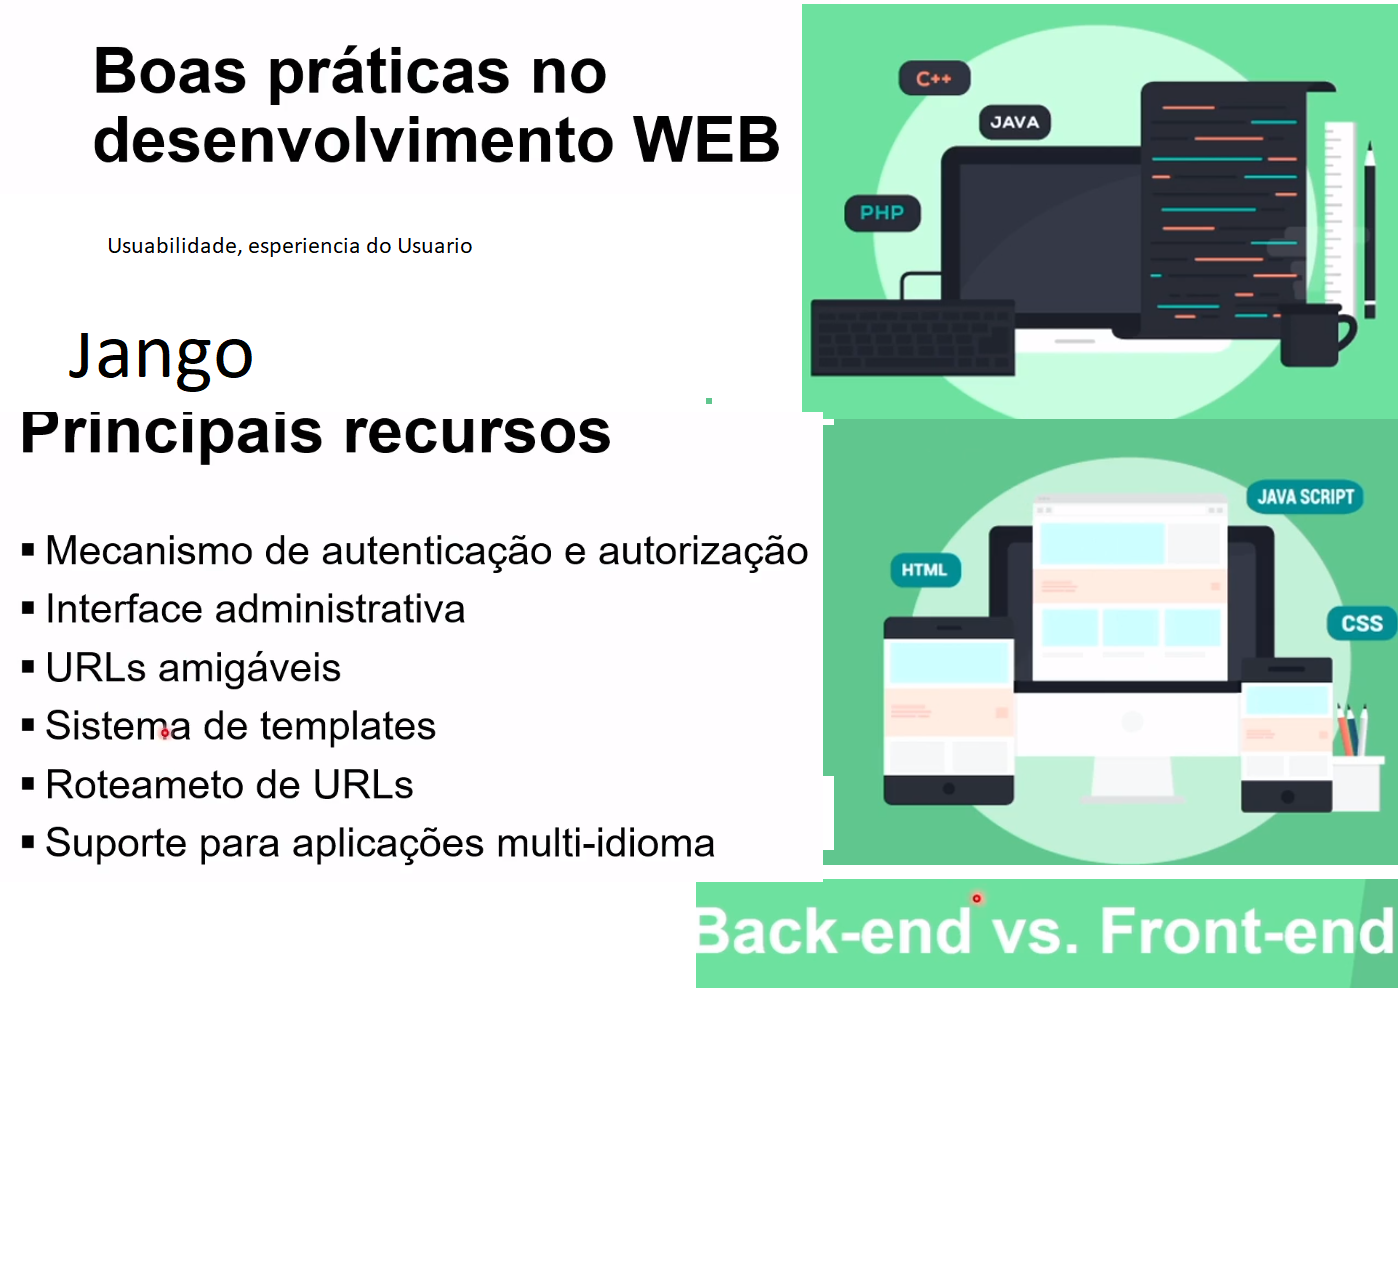 Boas práticas no
desenvolvimento WEB
Usuabilidade, esperiencia do Usuario
Jango
C++
JAVA
PHP
Principais recursos
▪ Mecanismo de autenticação e autorização
▪ Interface administrativa
▪ URLs amigáveis
▪ Sistema de templates
▪ Roteameto de URLs
▪ Suporte para aplicações multi-idioma
JAVA SCRIPT
HTML
CSS
Back-end vs. Front-end